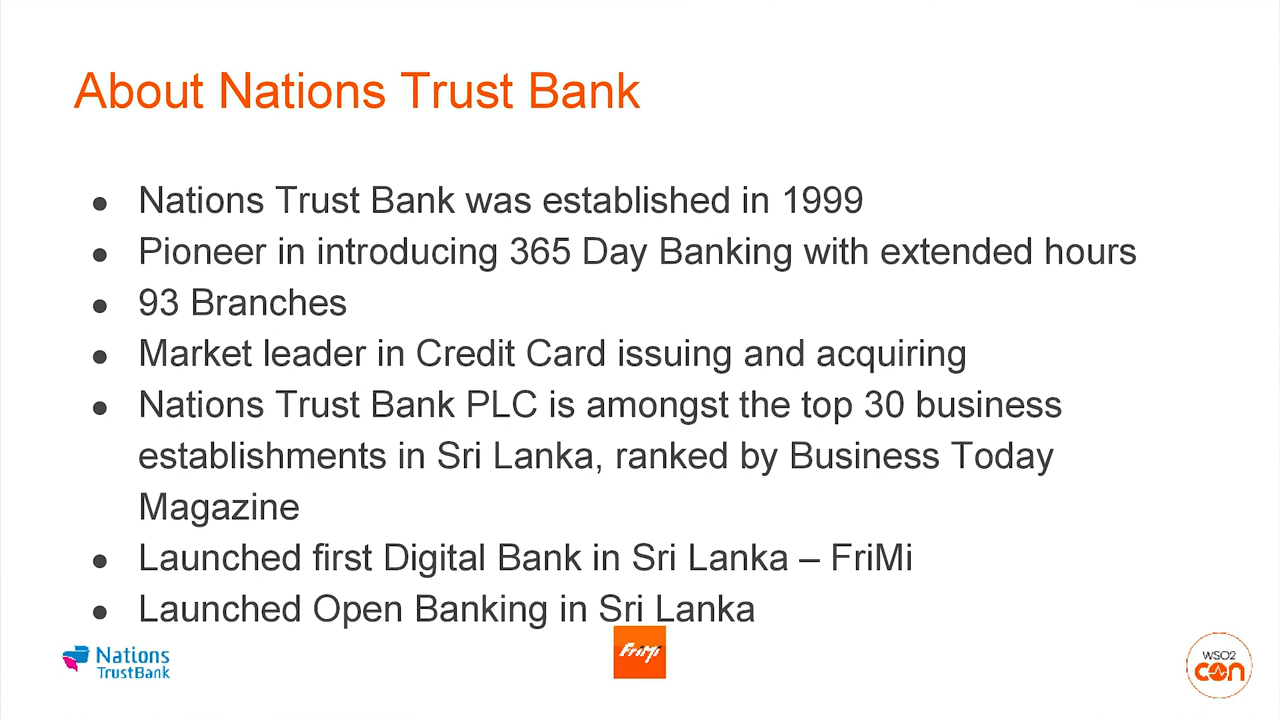 About Nations Trust Bank
● Nations Trust Bank was established in 1999
● Pioneer in introducing 365 Day Banking with extended hours
● 93 Branches
● Market leader in Credit Card issuing and acquiring
● Nations Trust Bank PLC is amongst the top 30 business
establishments in Sri Lanka, ranked by Business Today
Magazine
● Launched first Digital Bank in Sri Lanka – FriMi
● Launched Open Banking in Sri Lanka
Nations
TrustBank
FriMi
WSO2
con